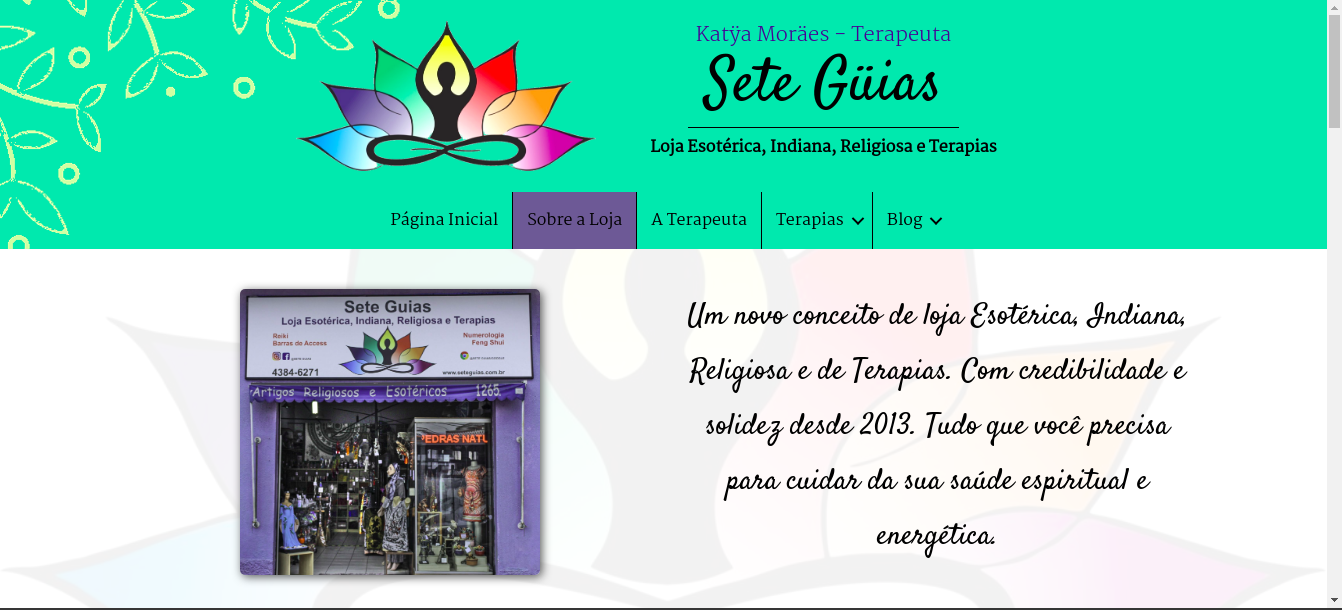 Katÿa Moräes – Terapeuta
Sete Güias
Loja Esotérica, Indiana, Religiosa e Terapias
Página Inicial
Sobre a Loja
A Terapeuta
Terapias
Blog
Sete Guias
Loja Esotérica, Indiana, Religiosa e Terapias
Reiki
Barras de Access
Numerologia
Feng Shui
4384-6271
www.seteguias.com.br
Artigos Religiosos e Esotéricos 1265
PEDRAS NATU
Um novo conceito de loja Esotérica, Indiana,
Religiosa e de Terapias. Com credibilidade e
solidez desde 2013. Tudo que você precisa
para cuidar da sua saúde espiritual e
energética.